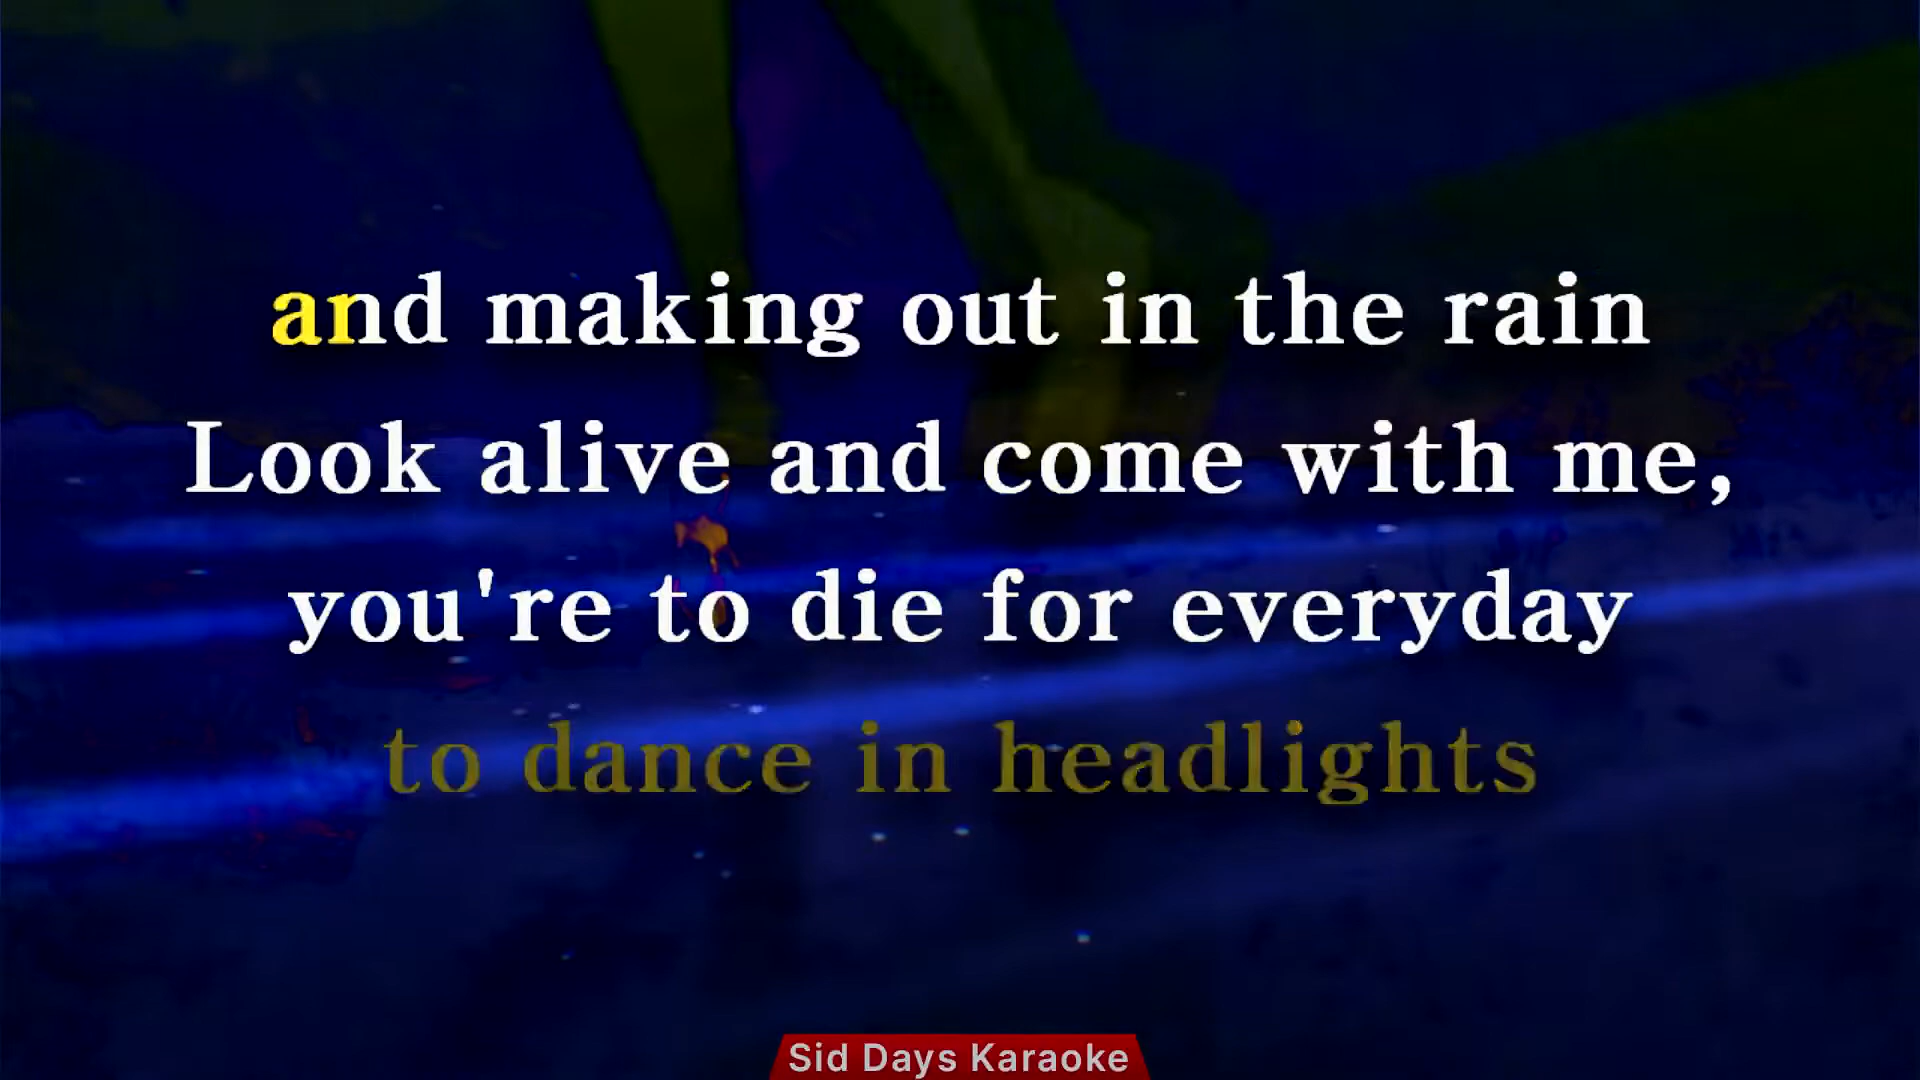 and making out in the rain
Look alive and come with me,
you're to die for everyday
to dance in headlights
Sid Days Karaoke